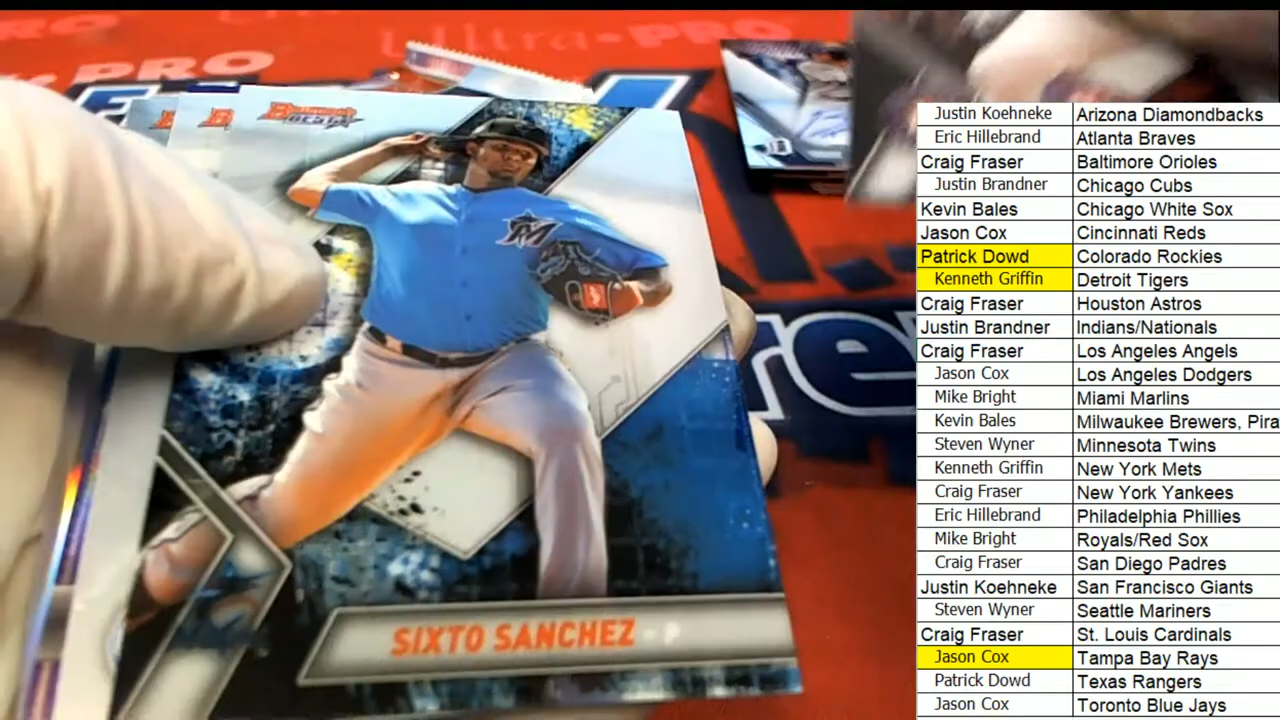 Ultra·PRO
PRO
Bowman's
BEST
M
SIXTO SANCHEZ - P
Justin Koehneke Arizona Diamondbacks
Eric Hillebrand Atlanta Braves
Craig Fraser Baltimore Orioles
Justin Brandner Chicago Cubs
Kevin Bales Chicago White Sox
Jason Cox Cincinnati Reds
Patrick Dowd Colorado Rockies
Kenneth Griffin Detroit Tigers
Craig Fraser Houston Astros
Justin Brandner Indians/Nationals
Craig Fraser Los Angeles Angels
Jason Cox Los Angeles Dodgers
Mike Bright Miami Marlins
Kevin Bales Milwaukee Brewers, Pira
Steven Wyner Minnesota Twins
Kenneth Griffin New York Mets
Craig Fraser New York Yankees
Eric Hillebrand Philadelphia Phillies
Mike Bright Royals/Red Sox
Craig Fraser San Diego Padres
Justin Koehneke San Francisco Giants
Steven Wyner Seattle Mariners
Craig Fraser St. Louis Cardinals
Jason Cox Tampa Bay Rays
Patrick Dowd Texas Rangers
Jason Cox Toronto Blue Jays